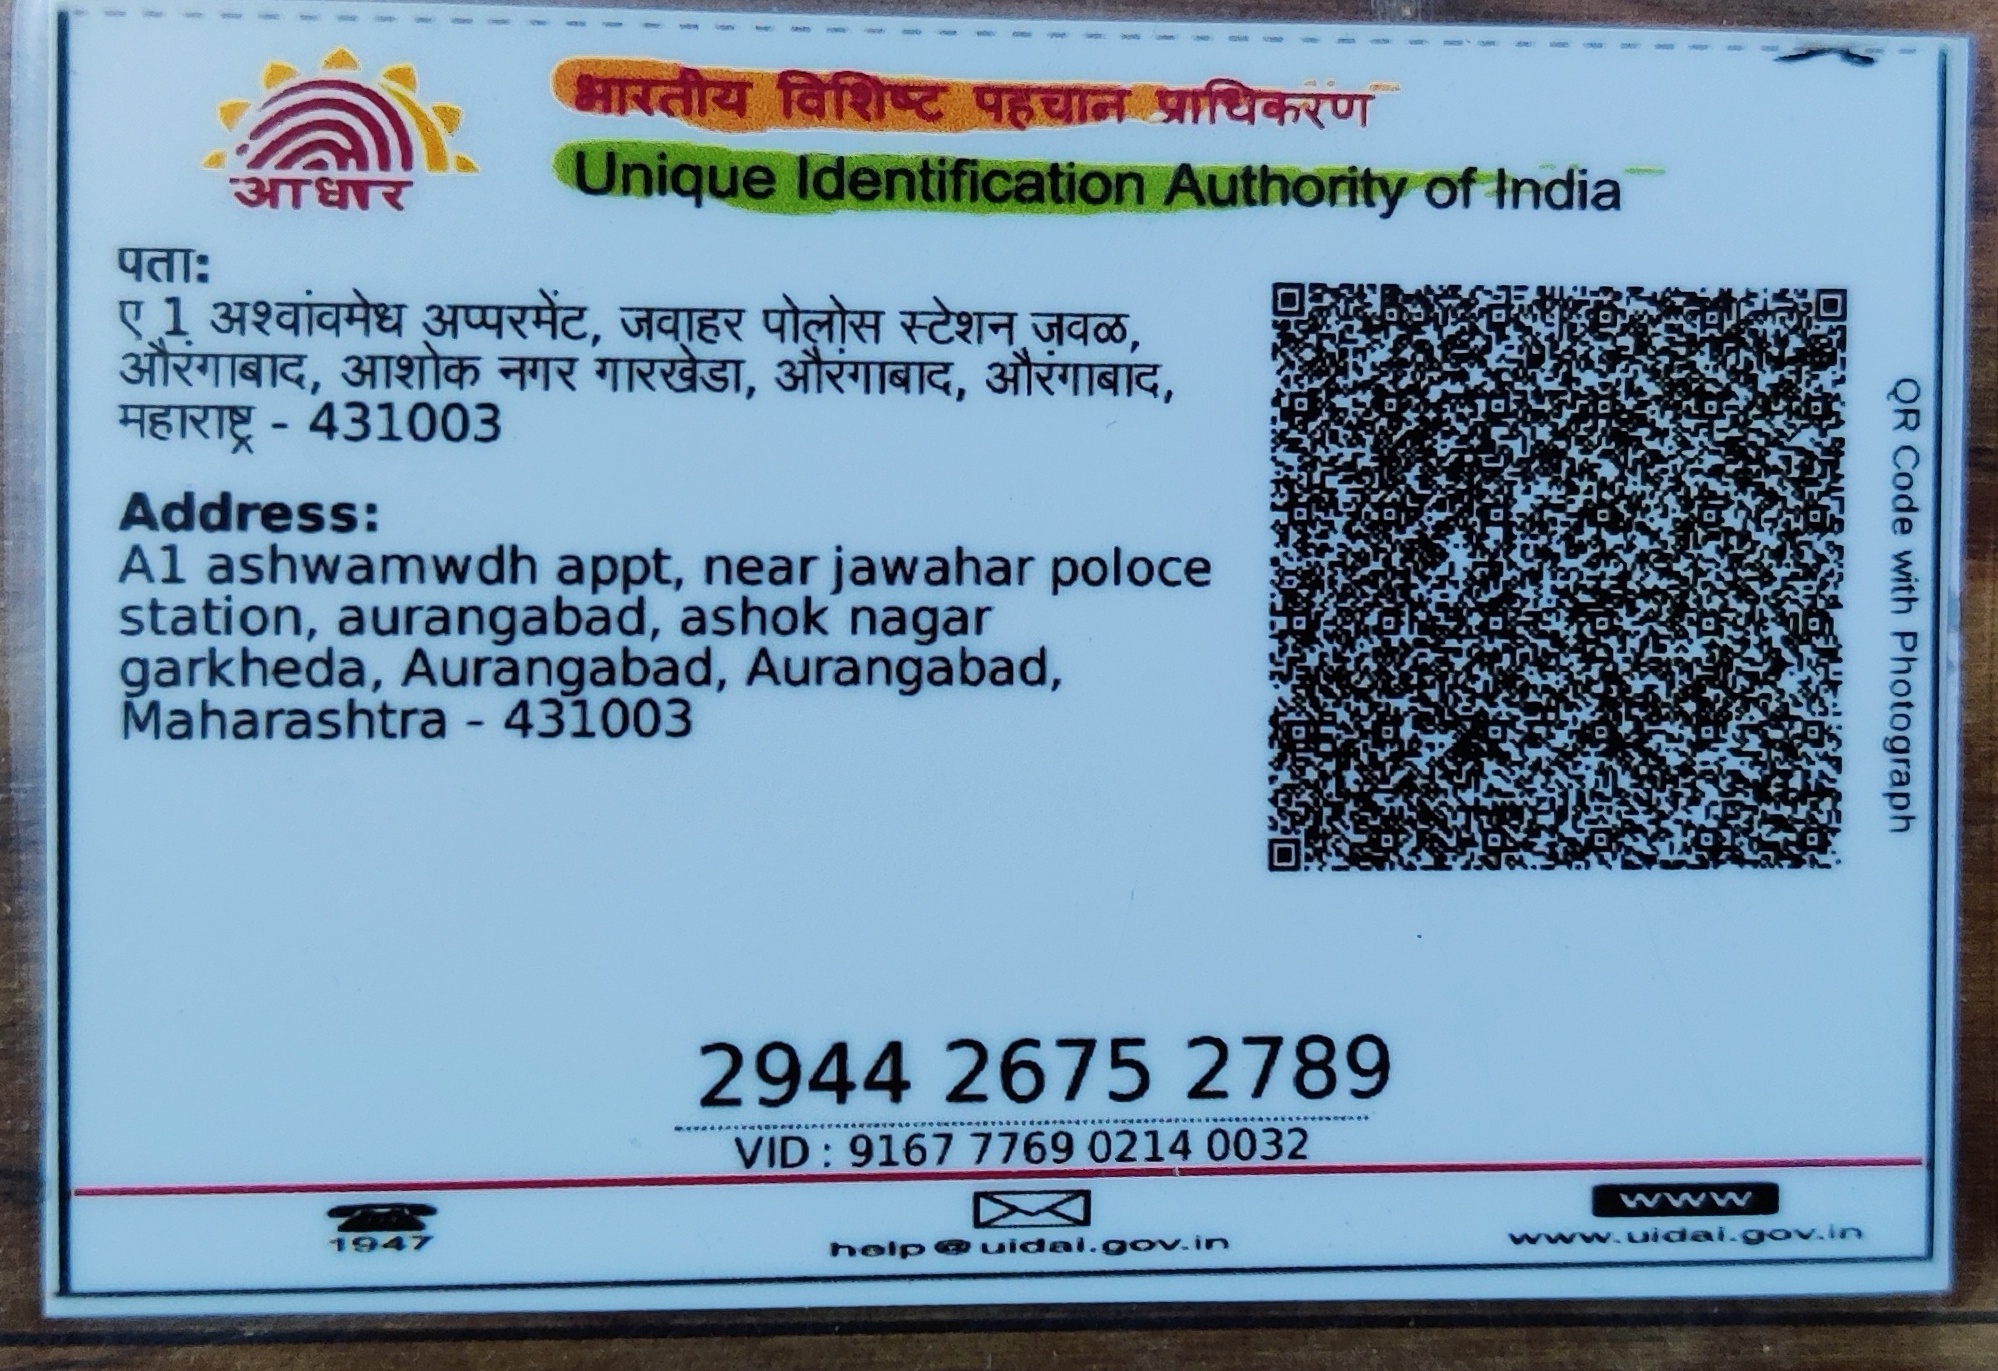 आधार
भारतीय विशिष्ट पहचान प्राधिकरण
Unique Identification Authority of India
पता:
ए 1 अश्वांवमेध अप्परमेंट, जवाहर पोलोस स्टेशन जवळ,
औरंगाबाद, आशोक नगर गारखेडा, औरंगाबाद, औरंगाबाद,
महाराष्ट्र - 431003
Address:
A1 ashwamwdh appt, near jawahar poloce
station, aurangabad, ashok nagar
garkheda, Aurangabad, Aurangabad,
Maharashtra - 431003
QR Code with Photograph
2944 2675 2789
VID : 9167 7769 0214 0032
1947
help@uidai.gov.in
www
www.uidai.gov.in